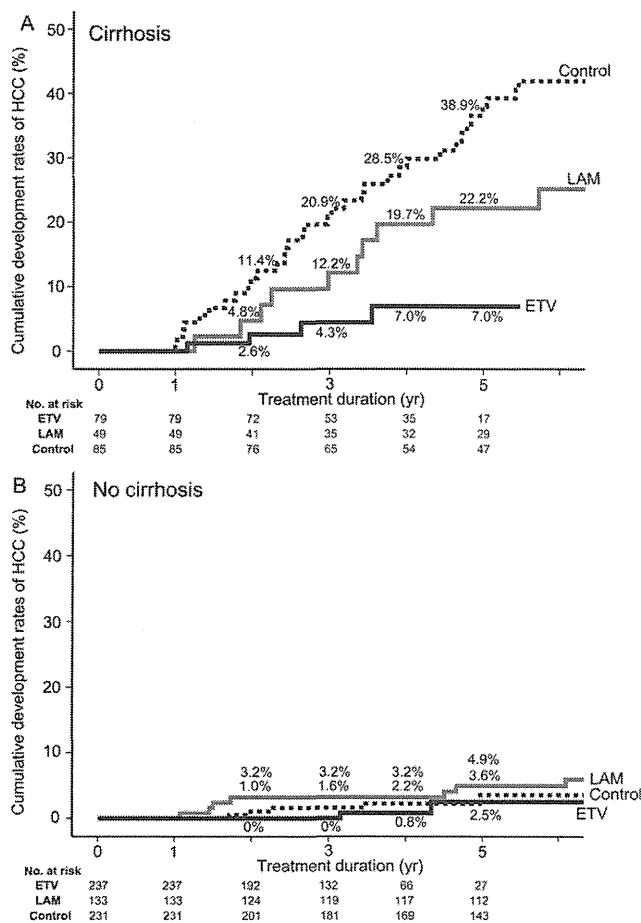 A
Cirrhosis
Cumulative development rates of HCC (%)
50
40
30
20
10
0
Control
LAM
ETV
11.4%
20.9%
28.5%
38.9%
4.8%
12.2%
19.7%
22.2%
2.6%
4.3%
7.0%
7.0%
0 1 3 5
Treatment duration (yr)
No. at risk
ETV 79 79 72 53 35 17
LAM 49 49 41 35 32 29
Control 85 85 76 65 54 47
B
No cirrhosis
Cumulative development rates of HCC (%)
50
40
30
20
10
0
3.2% 3.2% 3.2% 4.9%
1.0% 1.6% 2.2% 3.6%
0% 0% 0.8% 2.5%
LAM
Control
ETV
0 1 3 5
Treatment duration (yr)
No. at risk
ETV 237 237 192 132 66 27
LAM 133 133 124 119 117 112
Control 231 231 201 181 169 143